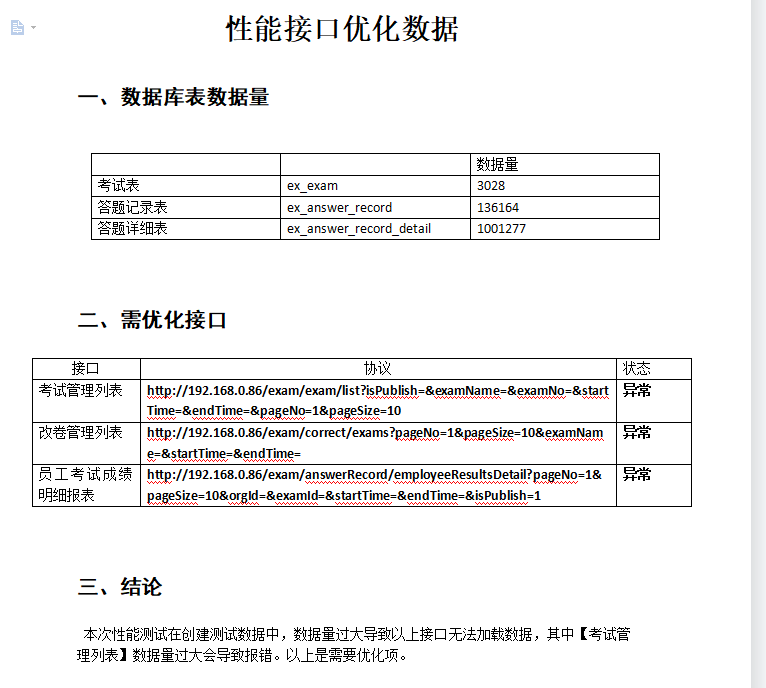 性能接口优化数据
一、数据库表数据量
数据量
考试表 ex_exam 3028
答题记录表 ex_answer_record 136164
答题详细表 ex_answer_record_detail 1001277
二、需优化接口
接口 协议 状态
考试管理列表 http://192.168.0.86/exam/exam/list?isPublish=&examName=&examNo=&start 异常
Time=&endTime=&pageNo=1&pageSize=10
改卷管理列表 http://192.168.0.86/exam/correct/exams?pageNo=1&pageSize=10&examNam 异常
e=&startTime=&endTime=
员工考试成绩 http://192.168.0.86/exam/answerRecord/employeeResultsDetail?pageNo=1& 异常
明细报表 pageSize=10&orgId=&examId=&startTime=&endTime=&isPublish=1
三、结论
本次性能测试在创建测试数据中，数据量过大导致以上接口无法加载数据，其中【考试管
理列表】数据量过大会导致报错。以上是需要优化项。